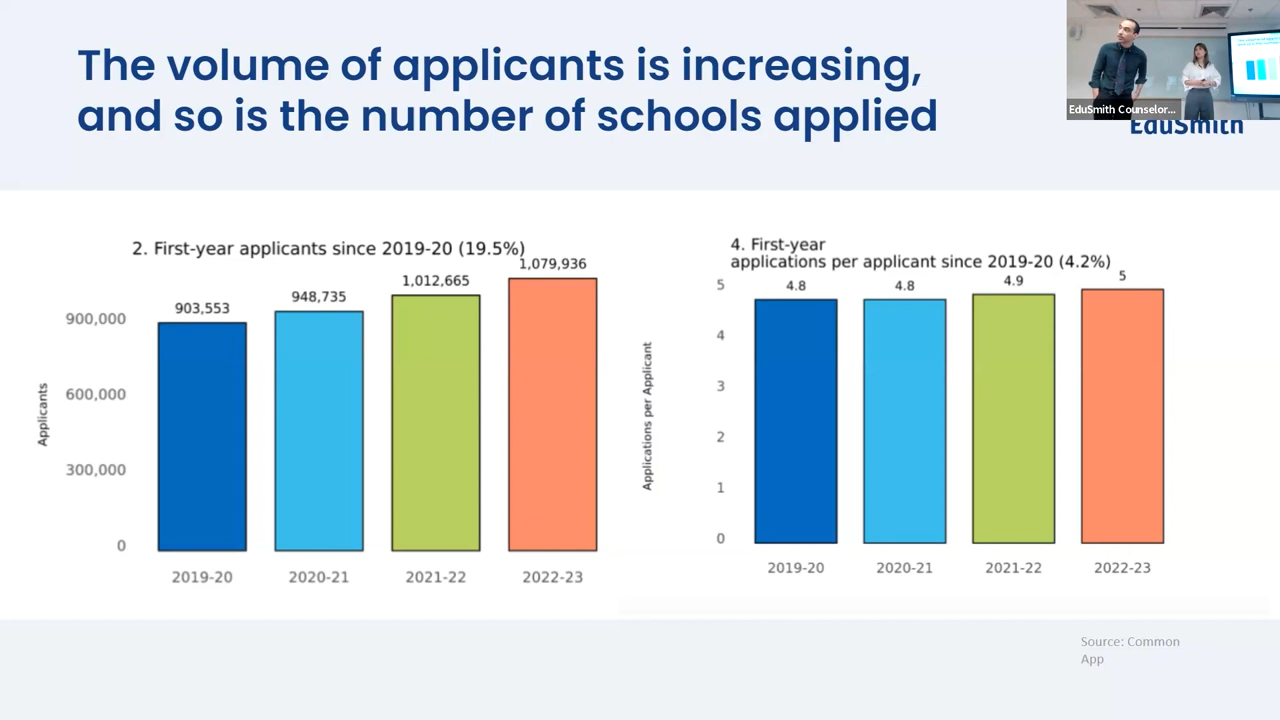 The volume of applicants is increasing,
and so is the number of schools applied
EduSmith Counselor...
EduSmith
2. First-year applicants since 2019-20 (19.5%)
1,079,936
1,012,665
948,735
903,553
900,000
600,000
300,000
0
Applicants
2019-20 2020-21 2021-22 2022-23
4. First-year
applications per applicant since 2019-20 (4.2%)
4.8 4.8 4.9 5
5
4
3
2
1
0
Applications per Applicant
2019-20 2020-21 2021-22 2022-23
Source: Common
App